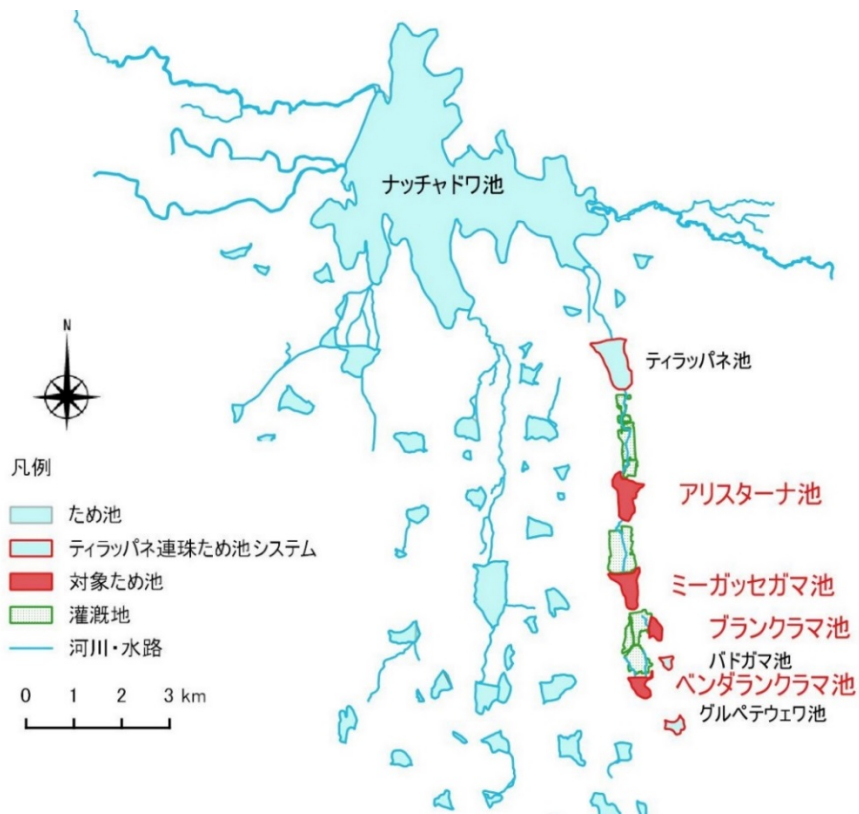 ナッチャドワ池
N
ティラッパネ池
アリスターナ池
ミーガッセガマ池
ブランクラマ池
バドガマ池
ベンダランクラマ池
グルペテウェワ池
凡例
ため池
ティラッパネ連珠ため池システム
対象ため池
灌漑地
河川・水路
0 1 2 3 km